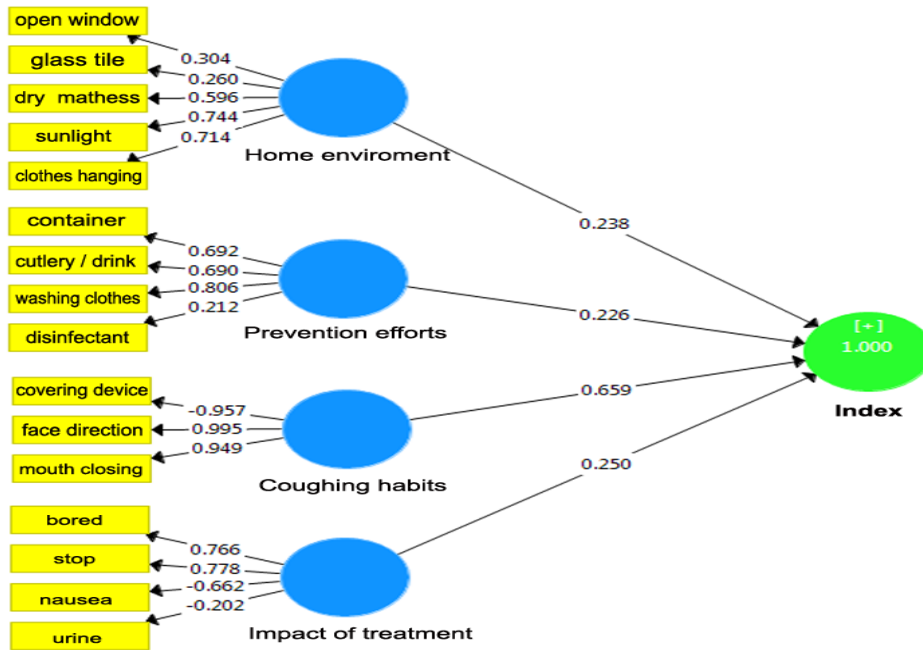 open window
glass tile
dry mathess
sunlight
clothes hanging
0.304
0.260
0.596
0.744
0.714
Home enviroment
0.238
container
cutlery / drink
washing clothes
disinfectant
0.692
0.690
0.806
0.212
Prevention efforts
0.226
covering device
face direction
mouth closing
-0.957
0.995
0.949
Coughing habits
0.659
bored
stop
nausea
urine
0.766
0.778
-0.662
-0.202
Impact of treatment
0.250
[+]
1.000
Index